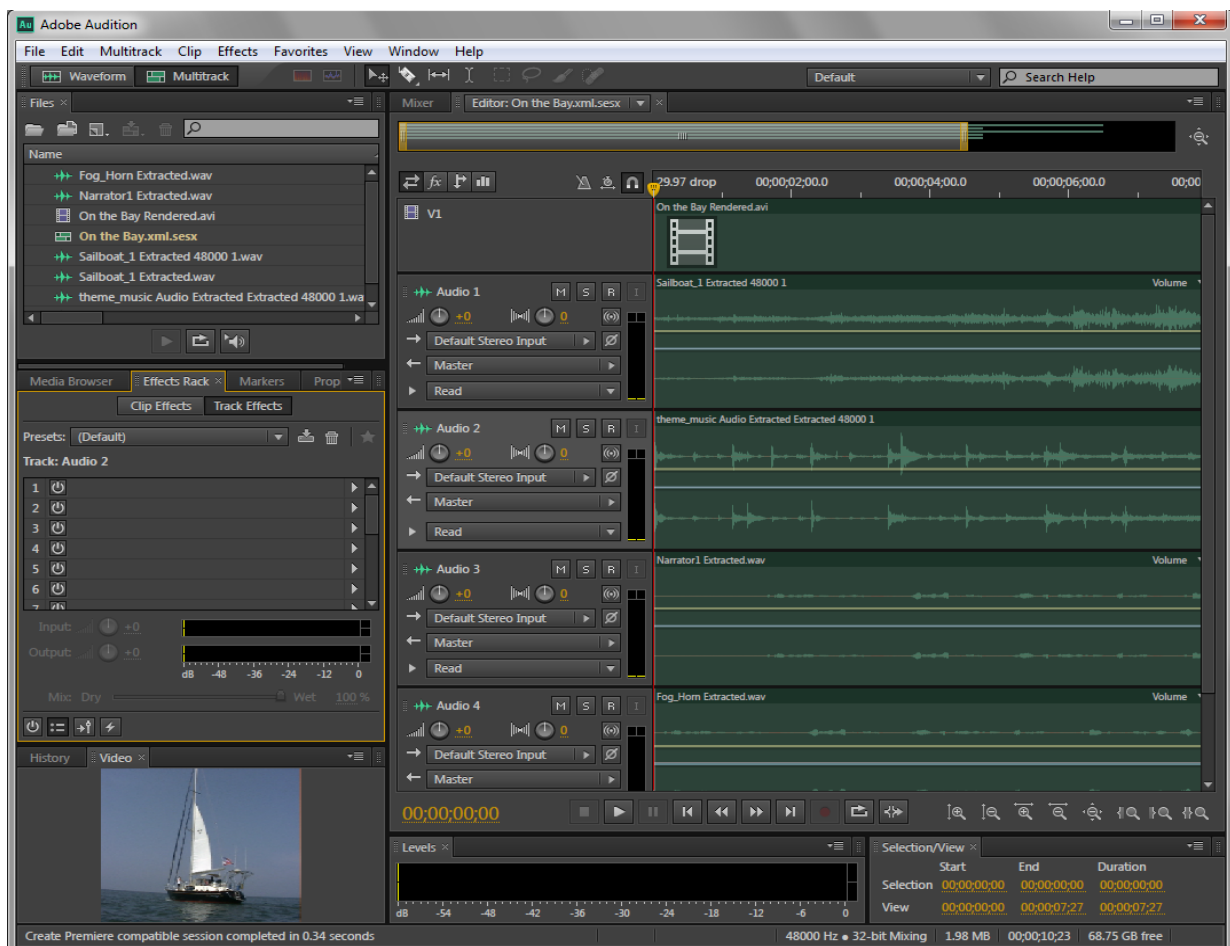 Au Adobe Audition
File Edit Multitrack Clip Effects Favorites View Window Help
Waveform Multitrack Default Search Help
Files
Name
Fog_Horn Extracted.wav
Narrator1 Extracted.wav
On the Bay Rendered.avi
On the Bay.xml.sesx
Sailboat_1 Extracted 48000 1.wav
Sailboat_1 Extracted.wav
theme_music Audio Extracted Extracted 48000 1.wa
Media Browser Effects Rack Markers Prop
Clip Effects Track Effects
Presets: (Default)
Track: Audio 2
1
2
3
4
5
6
7
Input: +0
Output: +0
dB -48 -36 -24 -12 0
Mix: Dry Wet 100 %
History Video
Mixer Editor: On the Bay.xml.sesx
fx
29.97 drop 00;00;02;00.0 00;00;04;00.0 00;00;06;00.0 00;00
V1
On the Bay Rendered.avi
Audio 1 M S R I
+0 0
Default Stereo Input
Master
Read
Sailboat_1 Extracted 48000 1 Volume
Audio 2 M S R I
+0 0
Default Stereo Input
Master
Read
theme_music Audio Extracted Extracted 48000 1
Audio 3 M S R I
+0 0
Default Stereo Input
Master
Read
Narrator1 Extracted.wav Volume
Audio 4 M S R I
+0 0
Default Stereo Input
Master
Fog_Horn Extracted.wav Volume
00;00;00;00
Levels
dB -54 -48 -42 -36 -30 -24 -18 -12 -6 0
Selection/View
Start End Duration
Selection 00;00;00;00 00;00;00;00 00;00;00;00
View 00;00;00;00 00;00;07;27 00;00;07;27
Create Premiere compatible session completed in 0.34 seconds
48000 Hz ● 32-bit Mixing 1.98 MB 00;00;10;23 68.75 GB free